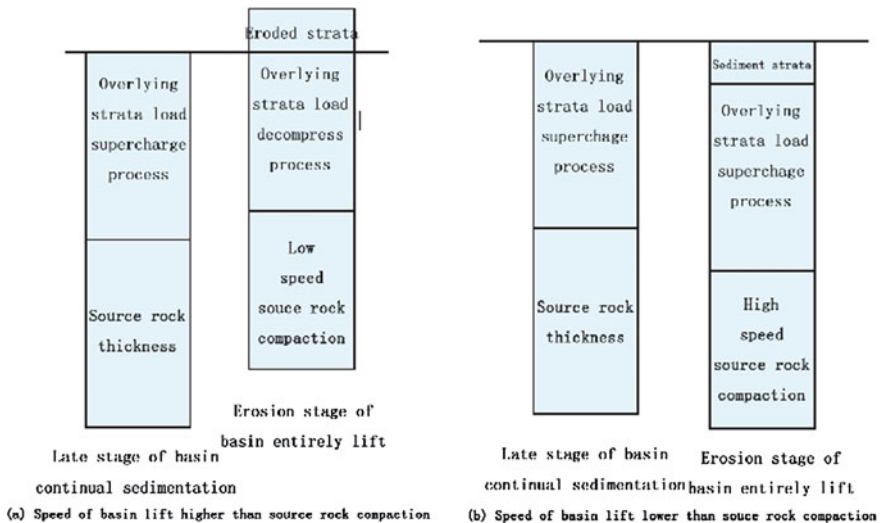 Overlying
strata load
supercharge
process
Source rock
thickness
Late stage of basin
continual sedimentation
Eroded strata
Overlying
strata load
decompress
process
Low
speed
souce rock
compaction
Erosion stage of
basin entirely lift
(a) Speed of basin lift higher than source rock compaction
Overlying
strata load
superchage
process
Source rock
thickness
Late stage of basin
continual sedimentation
Sediment strata
Overlying
strata load
superchage
process
High
speed
source rock
compaction
Erosion stage of
basin entirely lift
(b) Speed of basin lift lower than souce rock compaction